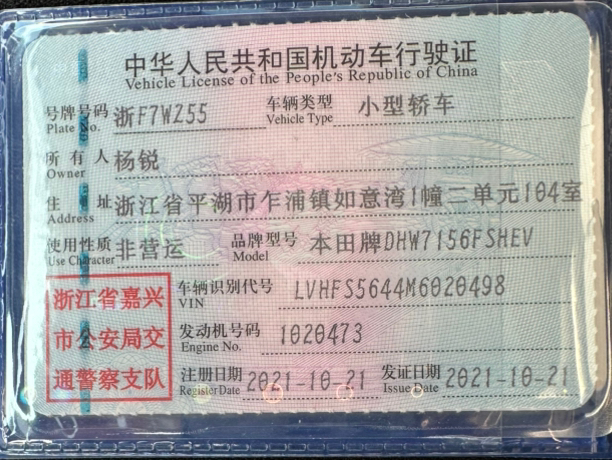 中华人民共和国机动车行驶证
Vehicle License of the People's Republic of China
号牌号码 浙F7WZ55 车辆类型 小型轿车
Plate No. Vehicle Type
所有人 杨锐
Owner
住址 浙江省平湖市乍浦镇如意湾1幢二单元104室
Address
使用性质 非营运 品牌型号 本田牌DHW7156FSHEV
Use Character Model
浙江省嘉兴
市公安局交
通警察支队
车辆识别代号 LVHFS5644M6020498
VIN
发动机号码 1020473
Engine No.
注册日期 2021-10-21 发证日期 2021-10-21
Register Date Issue Date